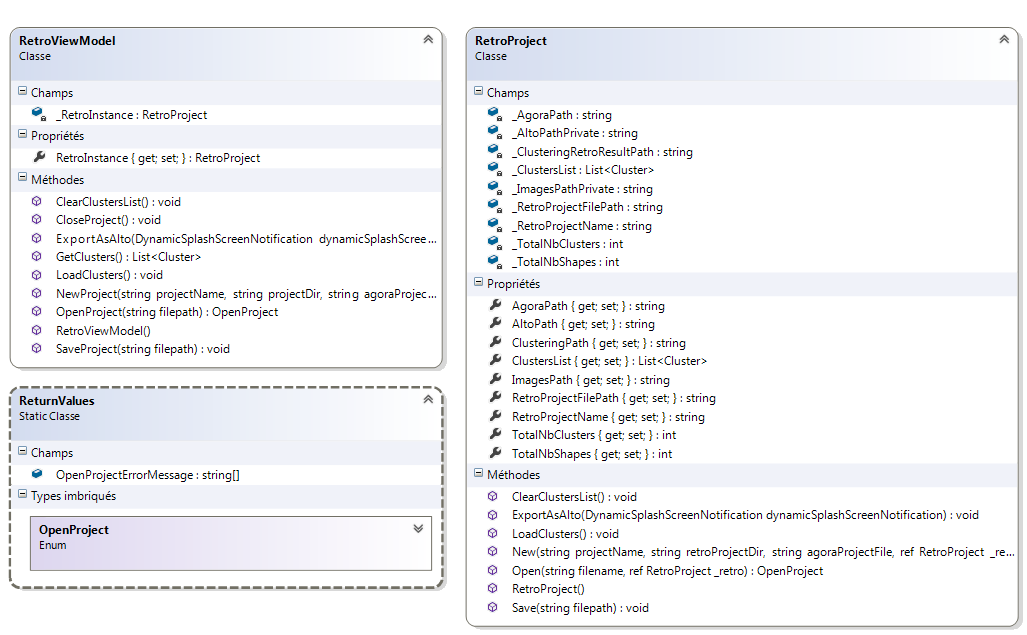 RetroViewModel
Classe
Champs
_RetroInstance : RetroProject
Propriétés
RetroInstance { get; set; } : RetroProject
Méthodes
ClearClustersList() : void
CloseProject() : void
ExportAsAlto(DynamicSplashScreenNotification dynamicSplashScree...
GetClusters() : List<Cluster>
LoadClusters() : void
NewProject(string projectName, string projectDir, string agoraProjec...
OpenProject(string filepath) : OpenProject
RetroViewModel()
SaveProject(string filepath) : void
ReturnValues
Static Classe
Champs
OpenProjectErrorMessage : string[]
Types imbriqués
OpenProject
Enum
RetroProject
Classe
Champs
_AgoraPath : string
_AltoPathPrivate : string
_ClusteringRetroResultPath : string
_ClustersList : List<Cluster>
_ImagesPathPrivate : string
_RetroProjectFilePath : string
_RetroProjectName : string
_TotalNbClusters : int
_TotalNbShapes : int
Propriétés
AgoraPath { get; set; } : string
AltoPath { get; set; } : string
ClusteringPath { get; set; } : string
ClustersList { get; set; } : List<Cluster>
ImagesPath { get; set; } : string
RetroProjectFilePath { get; set; } : string
RetroProjectName { get; set; } : string
TotalNbClusters { get; set; } : int
TotalNbShapes { get; set; } : int
Méthodes
ClearClustersList() : void
ExportAsAlto(DynamicSplashScreenNotification dynamicSplashScreenNotification) : void
LoadClusters() : void
New(string projectName, string retroProjectDir, string agoraProjectFile, ref RetroProject _re...
Open(string filename, ref RetroProject _retro) : OpenProject
RetroProject()
Save(string filepath) : void